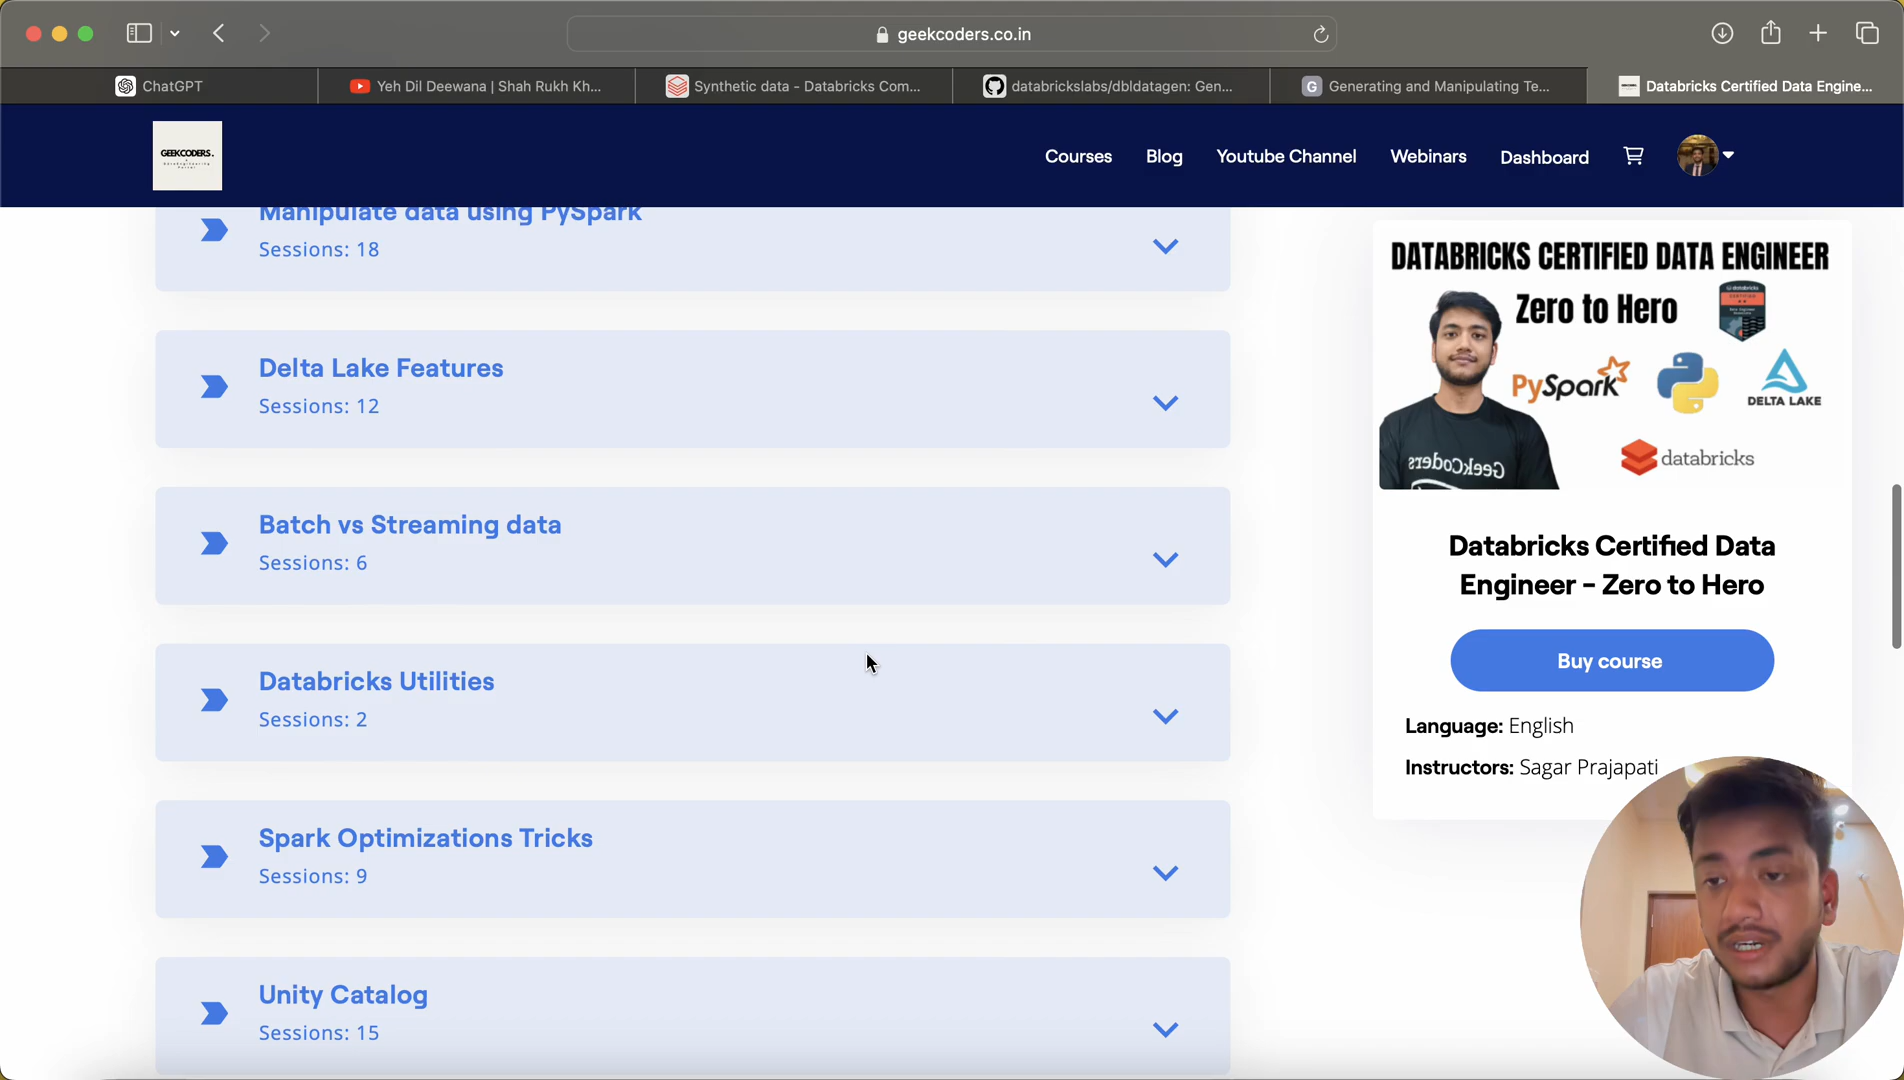 geekcoders.co.in
ChatGPT
Yeh Dil Deewana | Shah Rukh Kh...
Synthetic data - Databricks Com...
databrickslabs/dbldatagen: Gen...
G
Generating and Manipulating Te...
Databricks Certified Data Engine...
GEEKCODERS.
Courses
Blog
Youtube Channel
Webinars
Dashboard
Manipulate data using PySpark
Sessions: 18
Delta Lake Features
Sessions: 12
Batch vs Streaming data
Sessions: 6
Databricks Utilities
Sessions: 2
Spark Optimizations Tricks
Sessions: 9
Unity Catalog
Sessions: 15
DATABRICKS CERTIFIED DATA ENGINEER
Zero to Hero
PySpark
DELTA LAKE
GeekCoders
databricks
Databricks Certified Data
Engineer – Zero to Hero
Buy course
Language: English
Instructors: Sagar Prajapati